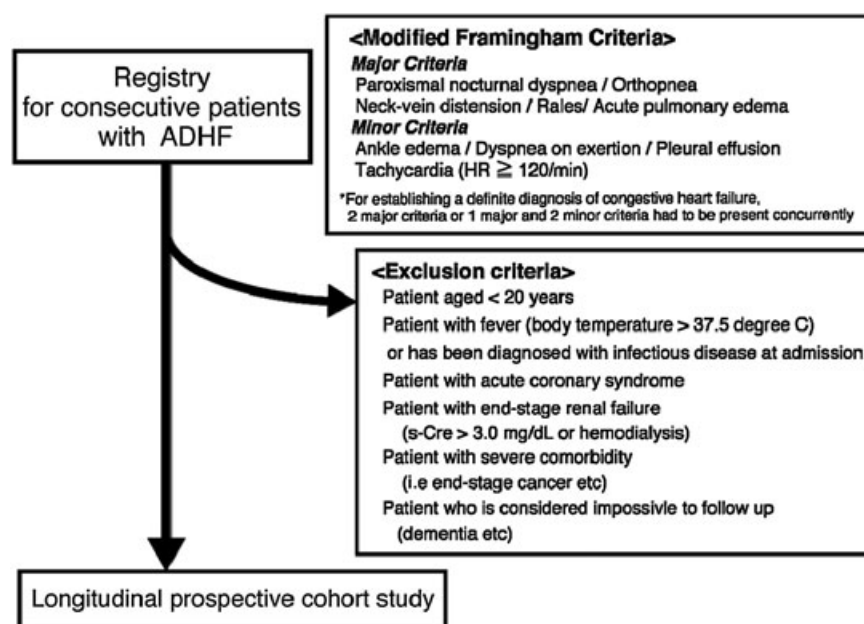 Registry
for consecutive patients
with ADHF
<Modified Framingham Criteria>
Major Criteria
Paroxismal nocturnal dyspnea / Orthopnea
Neck-vein distension / Rales/ Acute pulmonary edema
Minor Criteria
Ankle edema / Dyspnea on exertion / Pleural effusion
Tachycardia (HR ≧ 120/min)
*For establishing a definite diagnosis of congestive heart failure,
2 major criteria or 1 major and 2 minor criteria had to be present concurrently
<Exclusion criteria>
Patient aged < 20 years
Patient with fever (body temperature > 37.5 degree C)
or has been diagnosed with infectious disease at admission
Patient with acute coronary syndrome
Patient with end-stage renal failure
(s-Cre > 3.0 mg/dL or hemodialysis)
Patient with severe comorbidity
(i.e end-stage cancer etc)
Patient who is considered impossivle to follow up
(dementia etc)
Longitudinal prospective cohort study